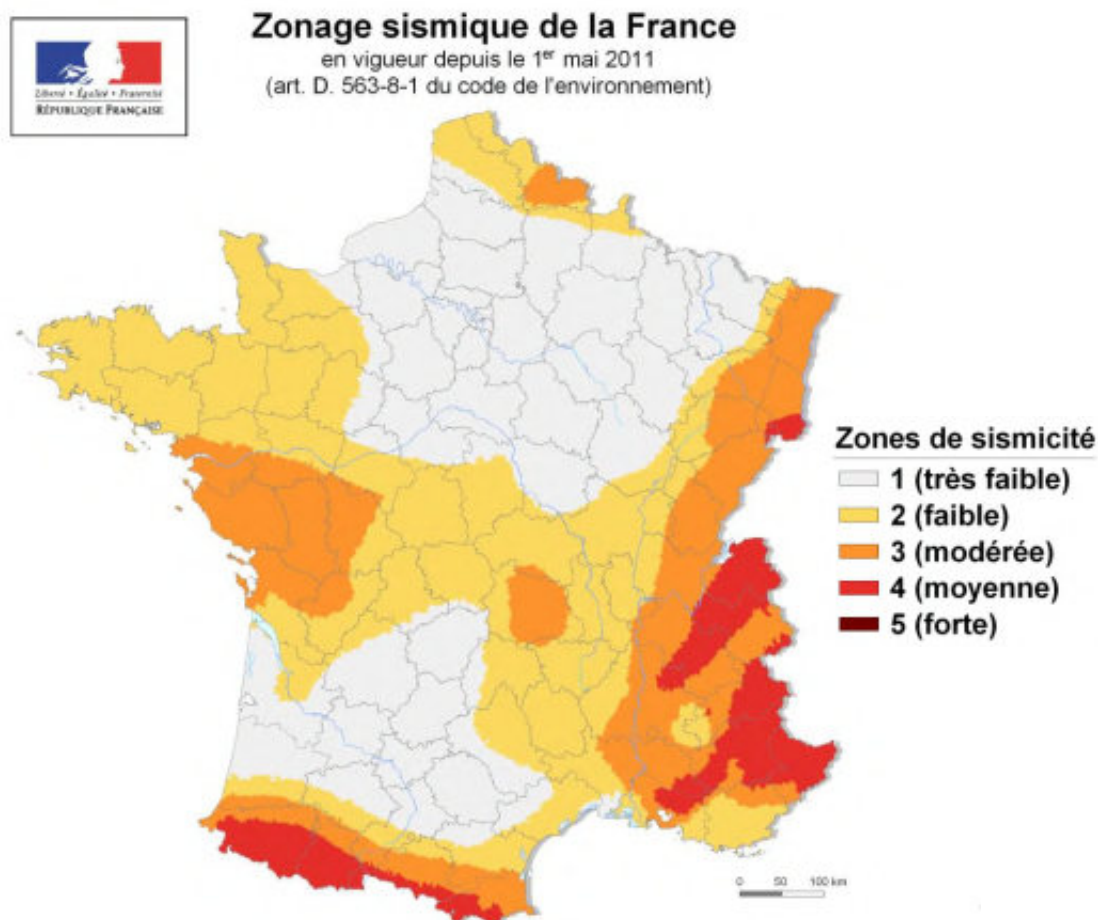 Zonage sismique de la France
en vigueur depuis le 1er mai 2011
(art. D. 563-8-1 du code de l'environnement)
Liberté • Égalité • Fraternité
RÉPUBLIQUE FRANÇAISE
Zones de sismicité
1 (très faible)
2 (faible)
3 (modérée)
4 (moyenne)
5 (forte)
0 50 100 km